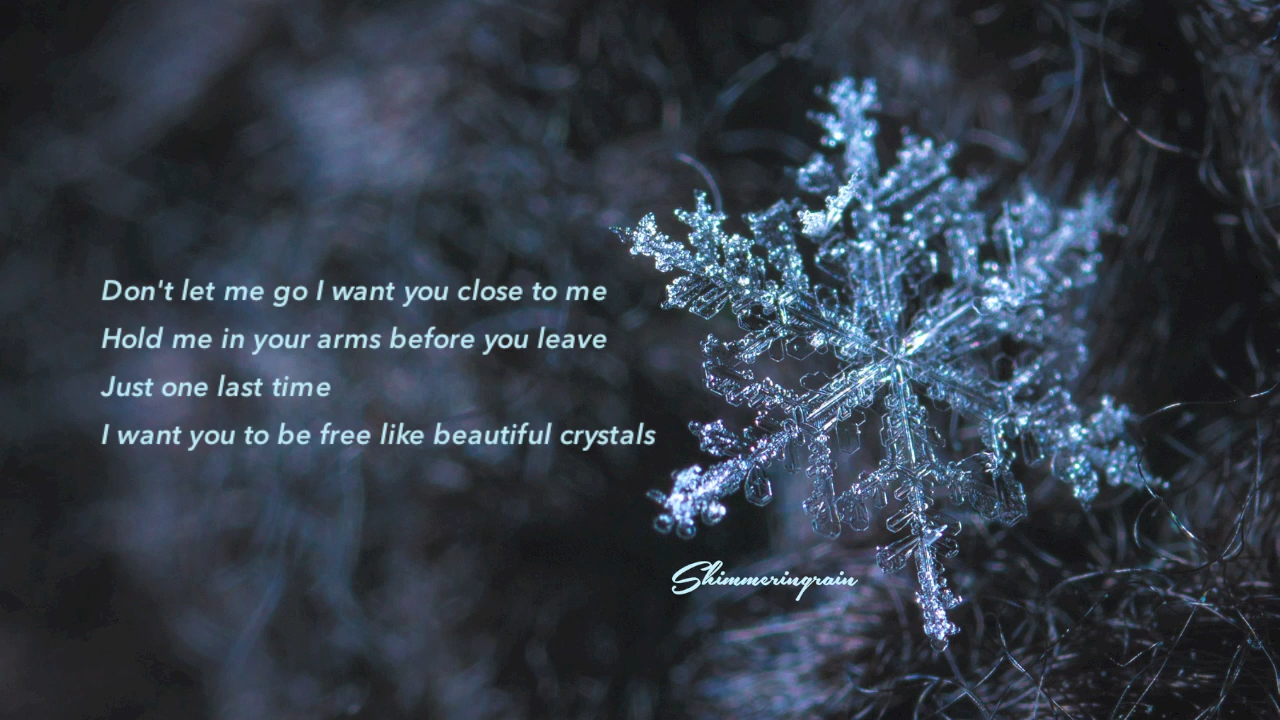 Don't let me go I want you close to me
Hold me in your arms before you leave
Just one last time
I want you to be free like beautiful crystals
Shimmeringrain